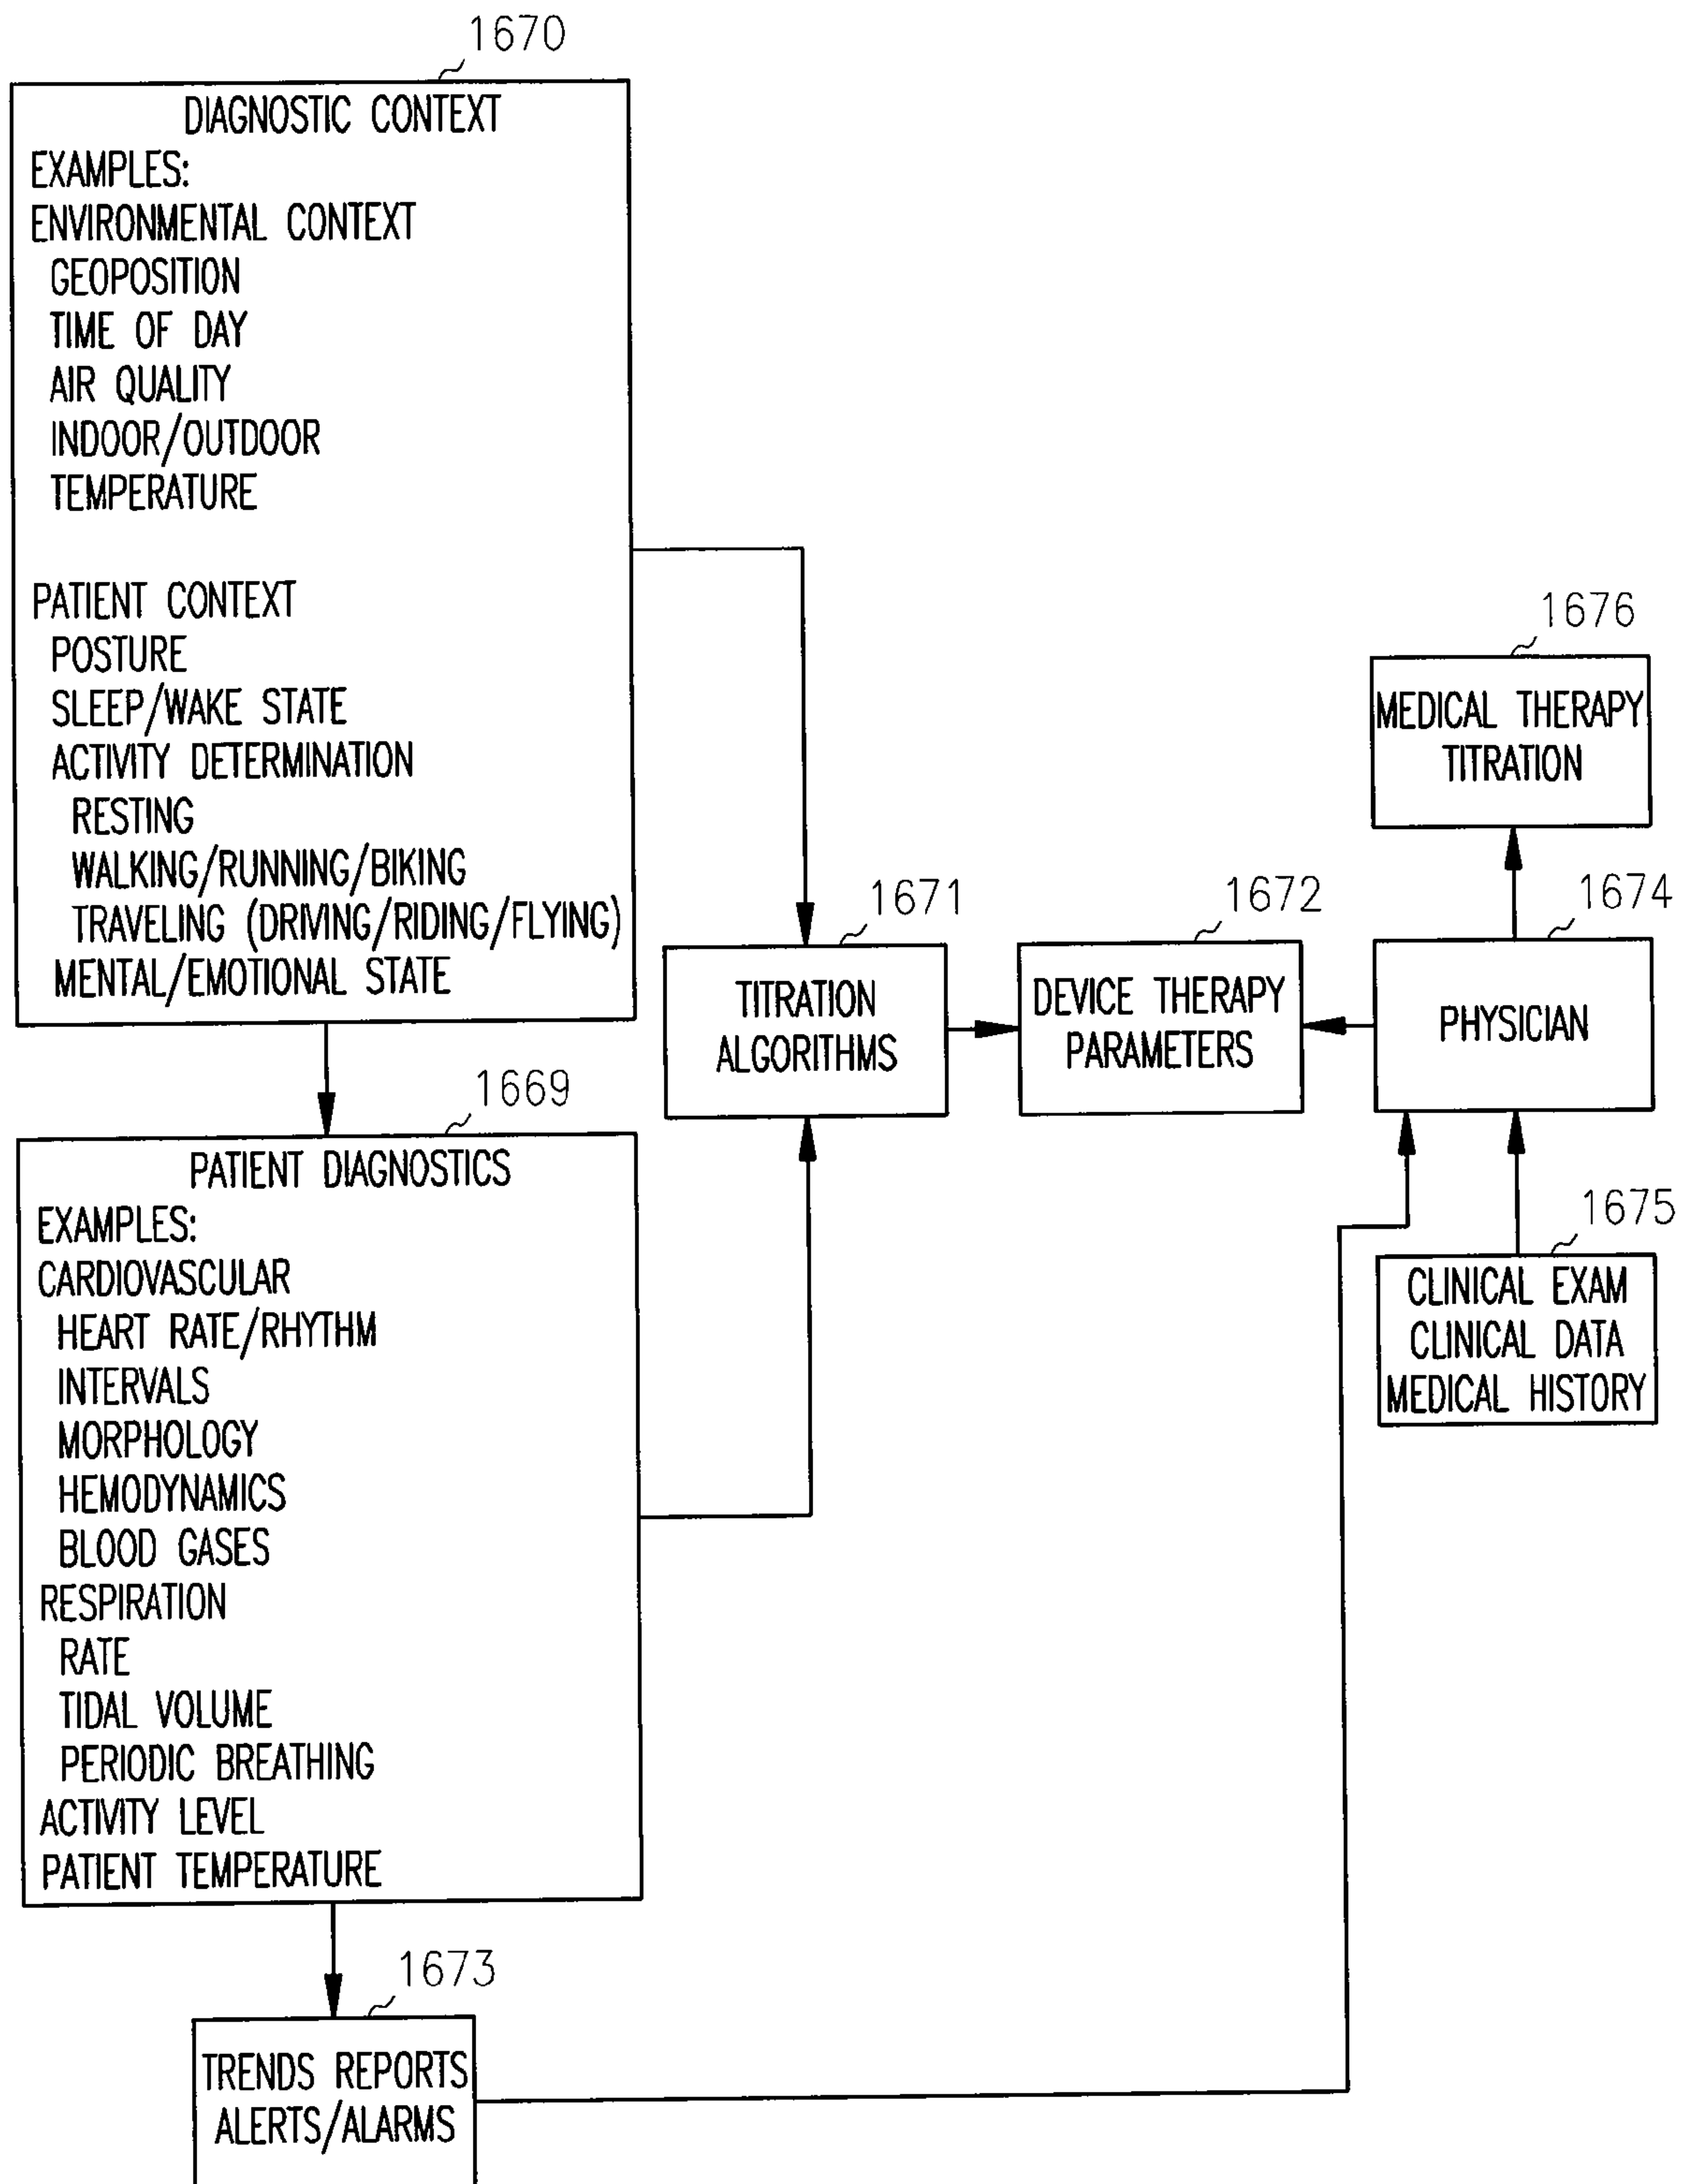 1670
DIAGNOSTIC CONTEXT
EXAMPLES:
ENVIRONMENTAL CONTEXT
GEOPOSITION
TIME OF DAY
AIR QUALITY
INDOOR/OUTDOOR
TEMPERATURE
PATIENT CONTEXT
POSTURE
SLEEP/WAKE STATE
ACTIVITY DETERMINATION
RESTING
WALKING/RUNNING/BIKING
TRAVELING (DRIVING/RIDING/FLYING)
MENTAL/EMOTIONAL STATE
1669
PATIENT DIAGNOSTICS
EXAMPLES:
CARDIOVASCULAR
HEART RATE/RHYTHM
INTERVALS
MORPHOLOGY
HEMODYNAMICS
BLOOD GASES
RESPIRATION
RATE
TIDAL VOLUME
PERIODIC BREATHING
ACTIVITY LEVEL
PATIENT TEMPERATURE
1673
TRENDS REPORTS
ALERTS/ALARMS
1671
TITRATION
ALGORITHMS
1672
DEVICE THERAPY
PARAMETERS
1676
MEDICAL THERAPY
TITRATION
1674
PHYSICIAN
1675
CLINICAL EXAM
CLINICAL DATA
MEDICAL HISTORY